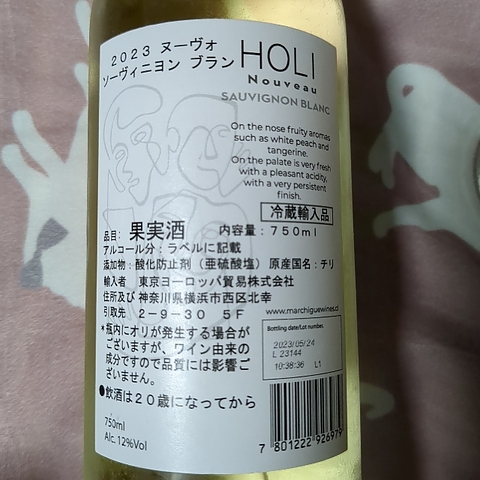 ２０２３ ヌーヴォ
ソーヴィニヨン ブラン
HOLI
Nouveau
SAUVIGNON BLANC
On the nose fruity aromas
such as white peach and
tangerine.
On the palate is very fresh
with a pleasant acidity,
with a very persistent
finish.
冷蔵輸入品
品目: 果実酒 内容量：７５０ml
アルコール分：ラベルに記載
添加物：酸化防止剤（亜硫酸塩）原産国名：チリ
輸入者 東京ヨーロッパ貿易株式会社
住所及び 神奈川県横浜市西区北幸
引取先 ２－９－３０ ５Ｆ
www.marchiguewines.cl
＊瓶内にオリが発生する場合が
ございますが、ワイン由来の
成分ですので品質には影響ご
ざいません。
Bottling date/Lot number
2023/05/24
L 23144
10:38:36 L1
●飲酒は２０歳になってから
750ml
Alc. 12%Vol
7 801222 926979